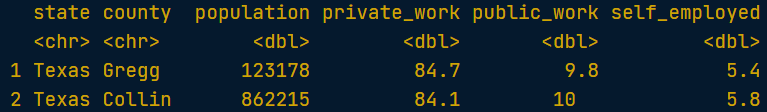 state county population private_work public_work self_employed
<chr> <chr> <dbl> <dbl> <dbl> <dbl>
1 Texas Gregg 123178 84.7 9.8 5.4
2 Texas Collin 862215 84.1 10 5.8